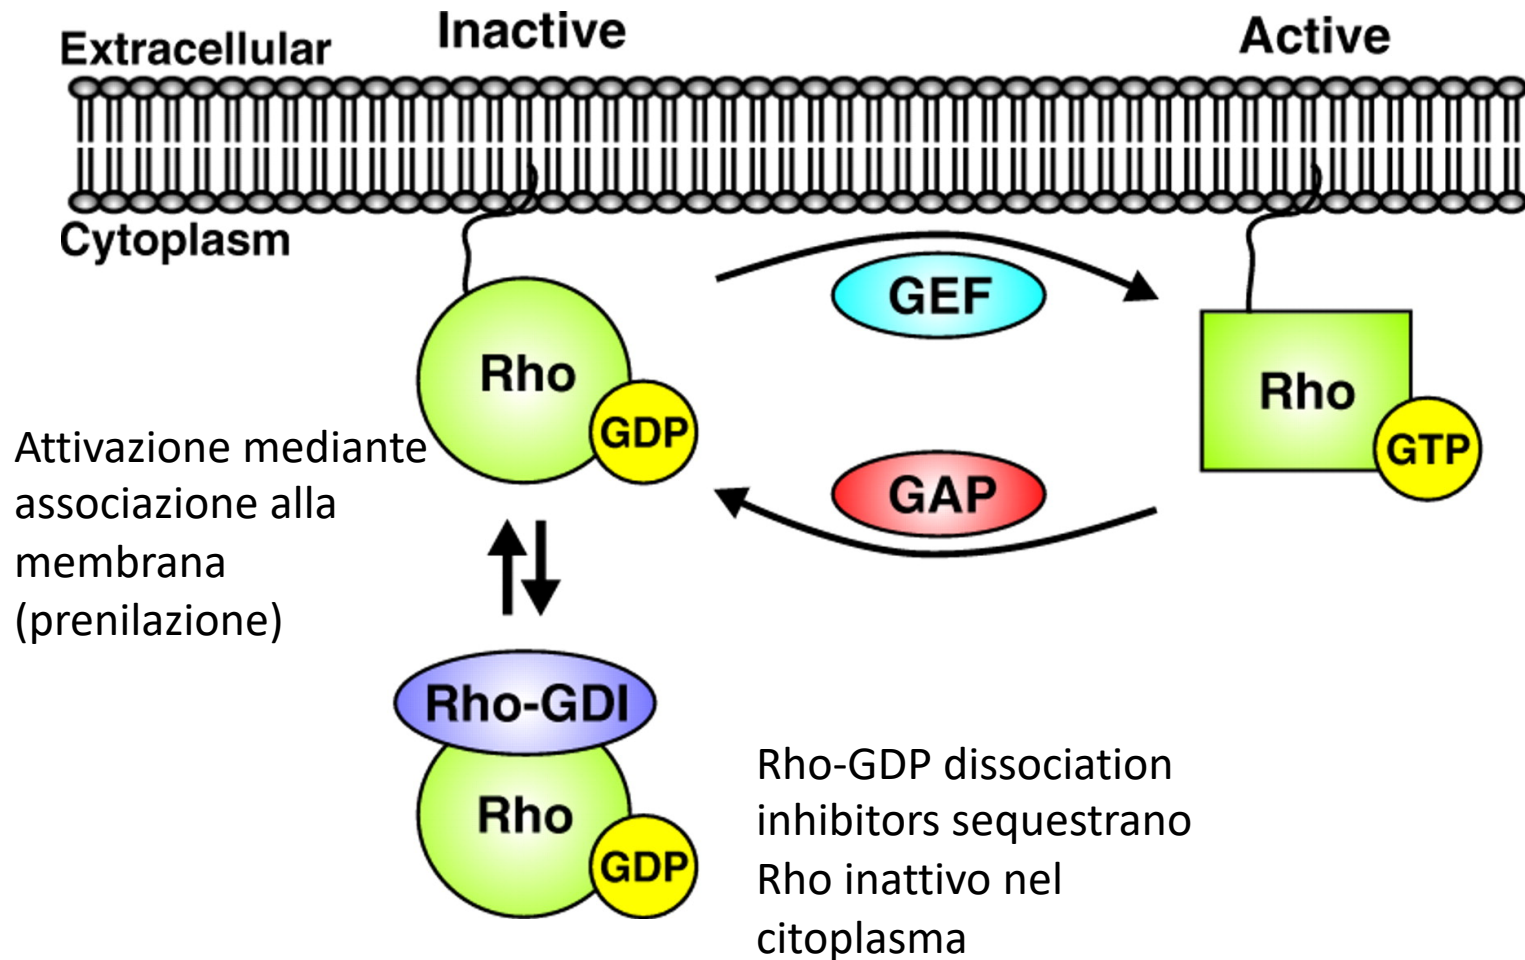 Extracellular
Inactive
Active
Cytoplasm
GEF
Rho
GDP
Rho
GTP
GAP
Attivazione mediante
associazione alla
membrana
(prenilazione)
Rho-GDI
Rho
GDP
Rho-GDP dissociation
inhibitors sequestrano
Rho inattivo nel
citoplasma